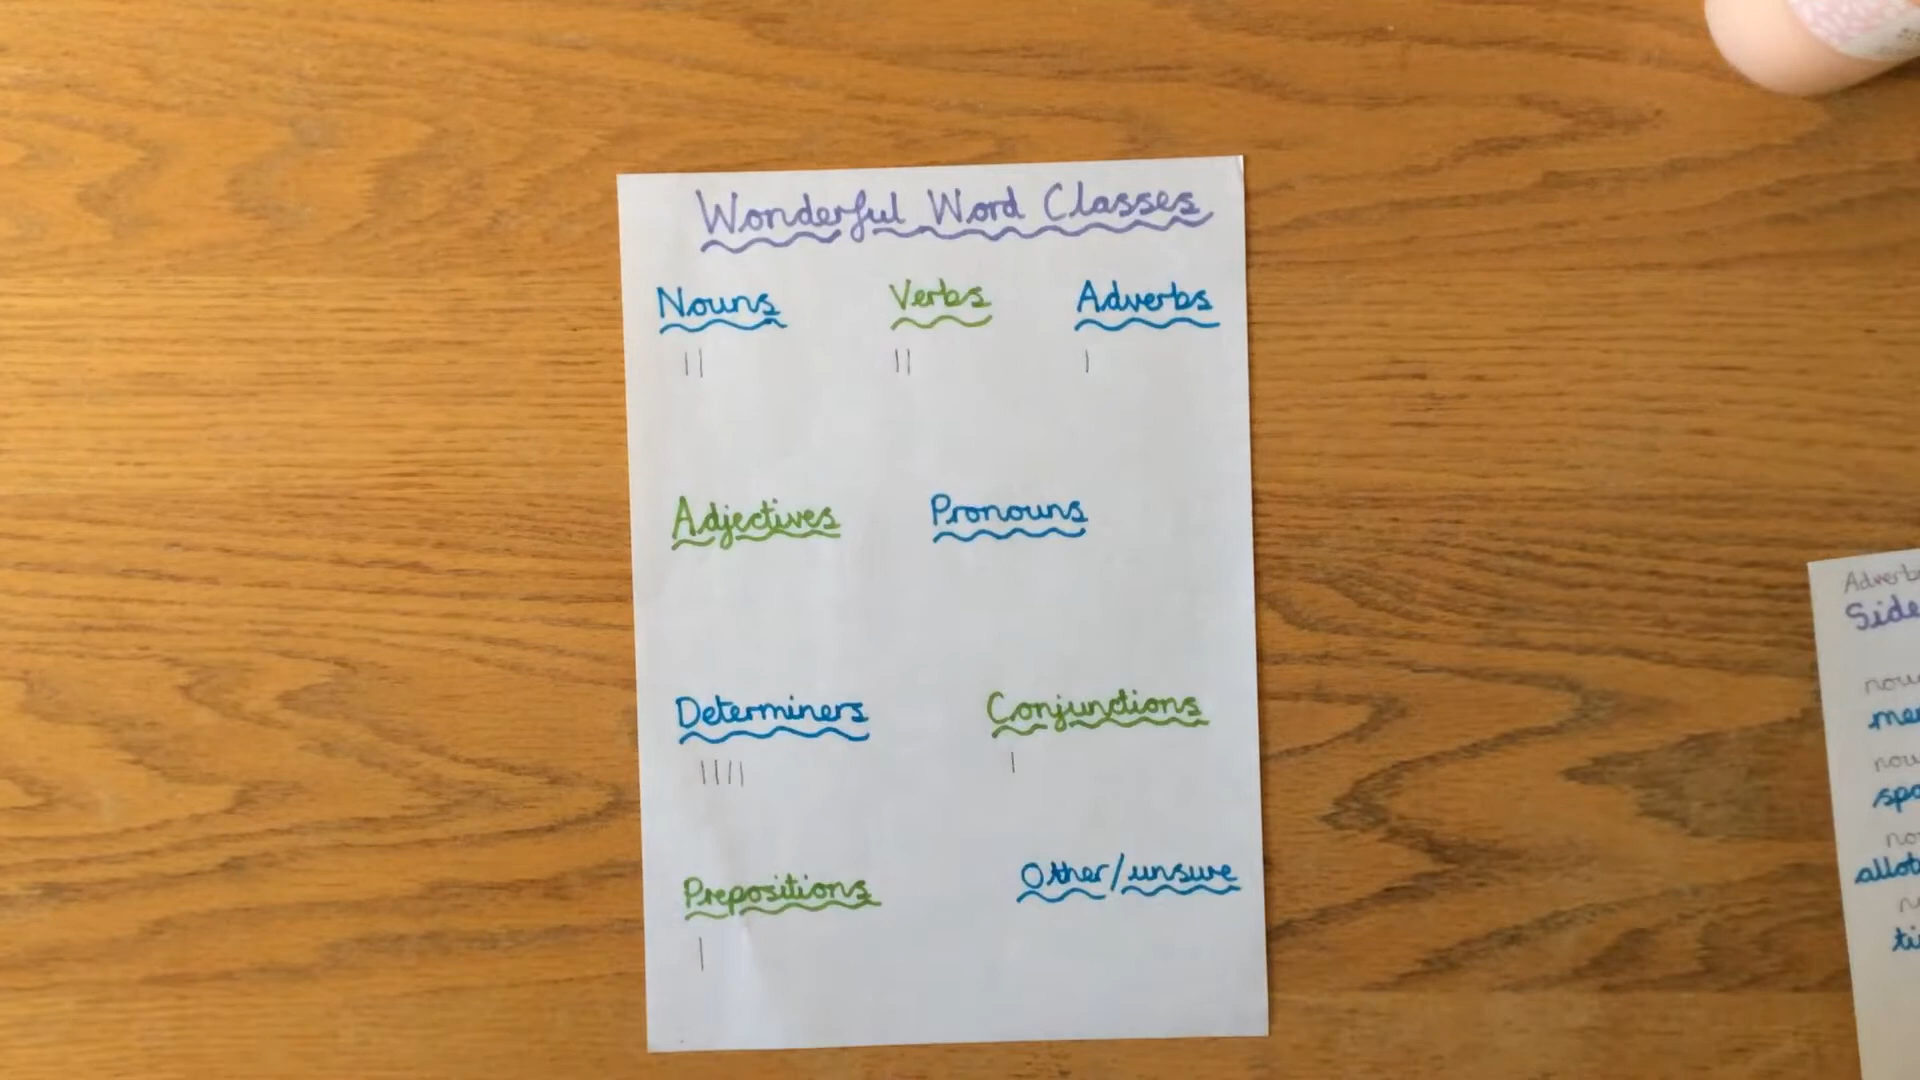 Wonderful Word Classes
Nouns Verbs Adverbs
|| || |
Adjectives Pronouns
Determiners Conjunctions
|||| |
Prepositions Other/unsure
|